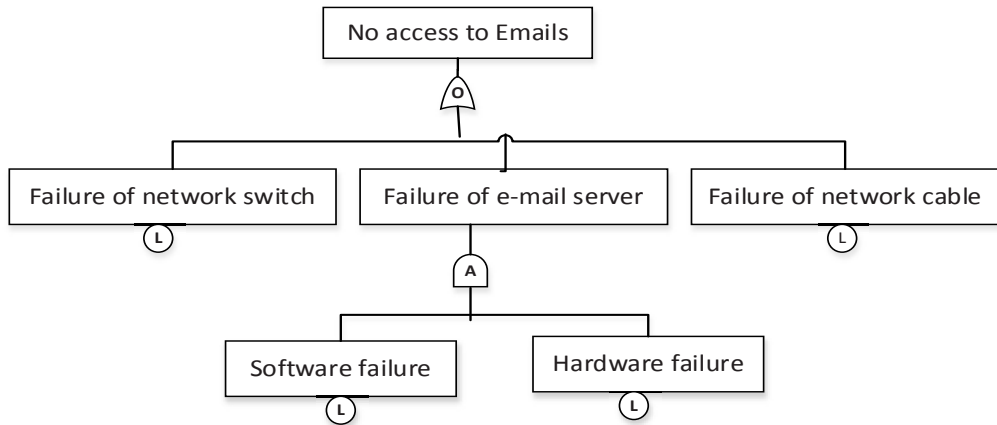 No access to Emails
O
Failure of network switch
Failure of e-mail server
Failure of network cable
L
L
A
Software failure
Hardware failure
L
L